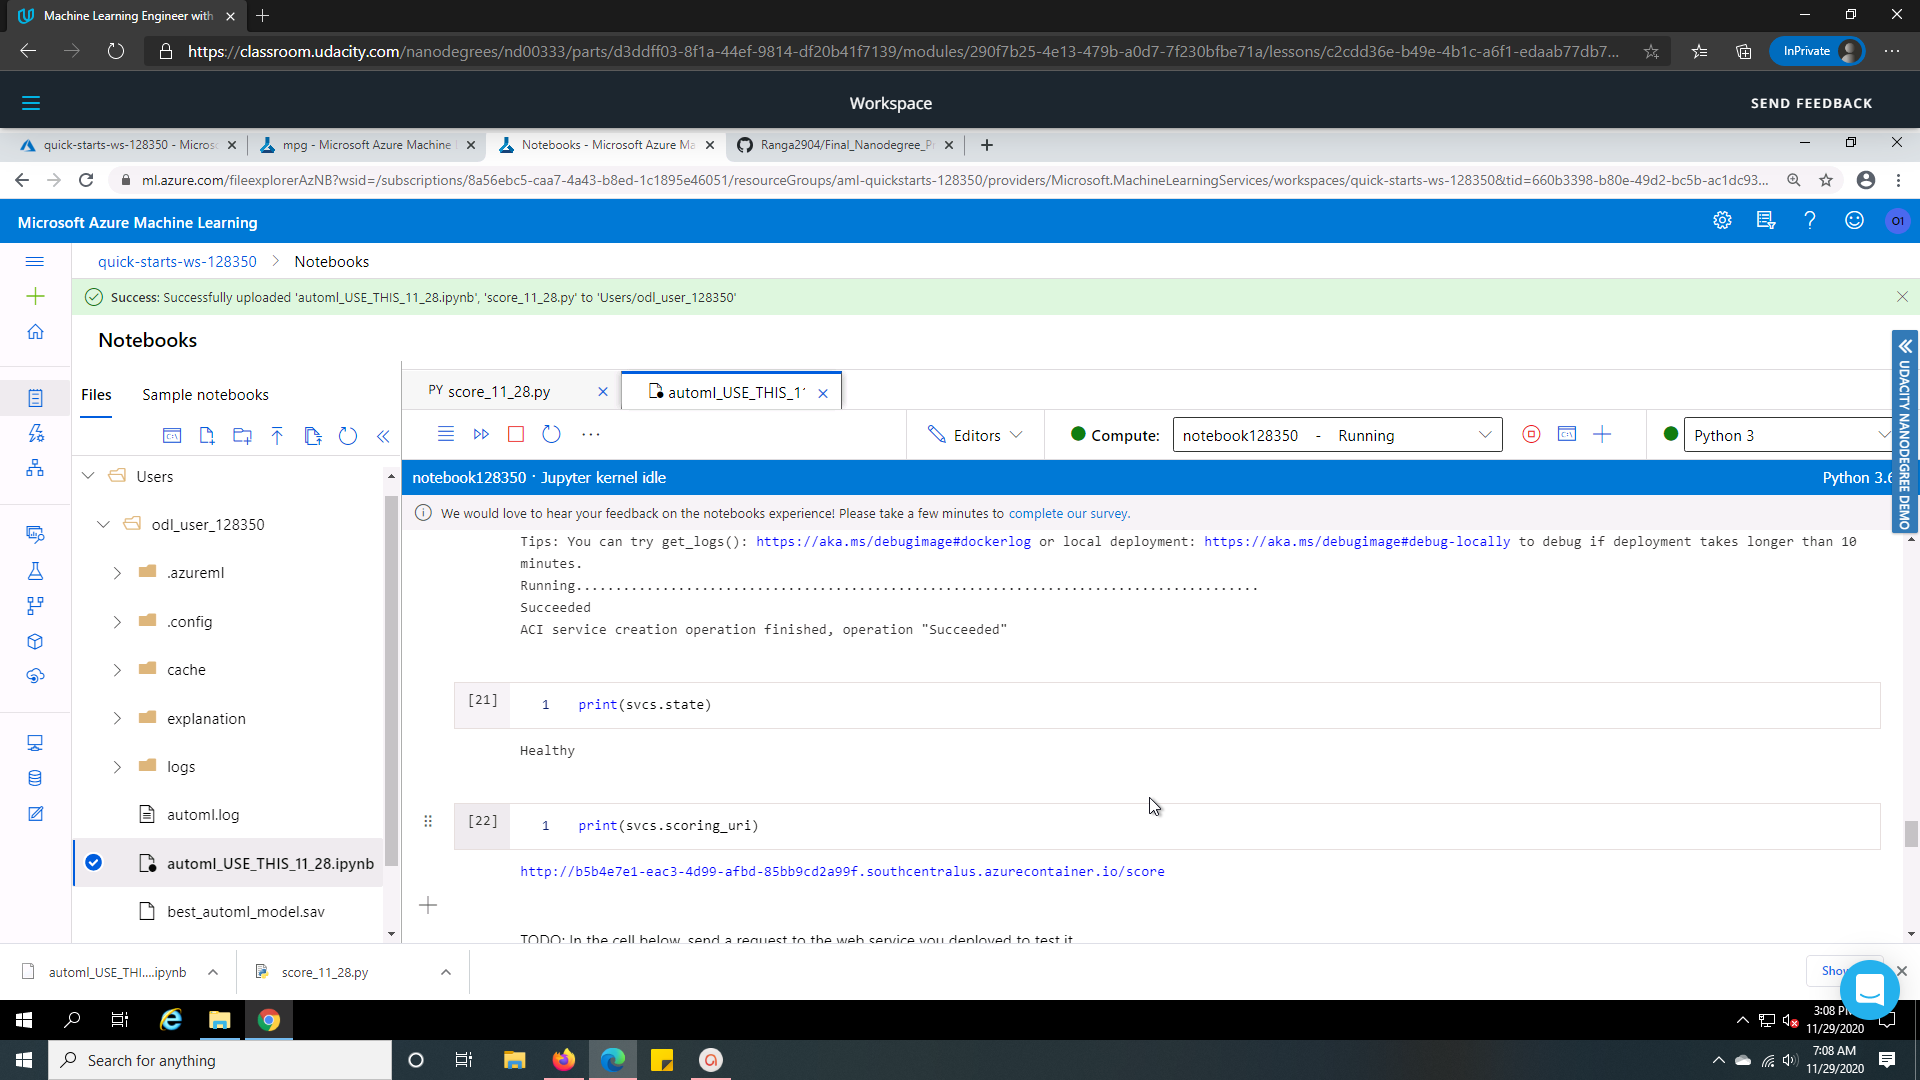 Machine Learning Engineer with
https://classroom.udacity.com/nanodegrees/nd00333/parts/d3ddff03-8f1a-44ef-9814-df20b41f7139/modules/290f7b25-4e13-479b-a0d7-7f230bfbe71a/lessons/c2cdd36e-b49e-4b1c-a6f1-edaab77db7...
InPrivate
Workspace
SEND FEEDBACK
quick-starts-ws-128350 - Micros
mpg - Microsoft Azure Machine
Notebooks - Microsoft Azure Ma
Ranga2904/Final_Nanodegree_P
ml.azure.com/fileexplorerAzNB?wsid=/subscriptions/8a56ebc5-caa7-4a43-b8ed-1c1895e46051/resourceGroups/aml-quickstarts-128350/providers/Microsoft.MachineLearningServices/workspaces/quick-starts-ws-128350&tid=660b3398-b80e-49d2-bc5b-ac1dc93...
Microsoft Azure Machine Learning
O1
quick-starts-ws-128350 > Notebooks
Success: Successfully uploaded 'automl_USE_THIS_11_28.ipynb', 'score_11_28.py' to 'Users/odl_user_128350'
Notebooks
UDACITY NANODEGREE DEMO
Files
Sample notebooks
PY score_11_28.py
automl_USE_THIS_1
Editors
Compute:
notebook128350 - Running
Python 3
notebook128350 · Jupyter kernel idle
Python 3.6
We would love to hear your feedback on the notebooks experience! Please take a few minutes to complete our survey.
Users
odl_user_128350
.azureml
.config
cache
explanation
logs
automl.log
automl_USE_THIS_11_28.ipynb
best_automl_model.sav
Tips: You can try get_logs(): https://aka.ms/debugimage#dockerlog or local deployment: https://aka.ms/debugimage#debug-locally to debug if deployment takes longer than 10
minutes.
Running.......................................................................................
Succeeded
ACI service creation operation finished, operation "Succeeded"
[21]
1 print(svcs.state)
Healthy
[22]
1 print(svcs.scoring_uri)
http://b5b4e7e1-eac3-4d99-afbd-85bb9cd2a99f.southcentralus.azurecontainer.io/score
TODO: In the cell below, send a request to the web service you deployed to test it.
automl_USE_THI....ipynb
score_11_28.py
Show
3:08 PM
11/29/2020
Search for anything
7:08 AM
11/29/2020